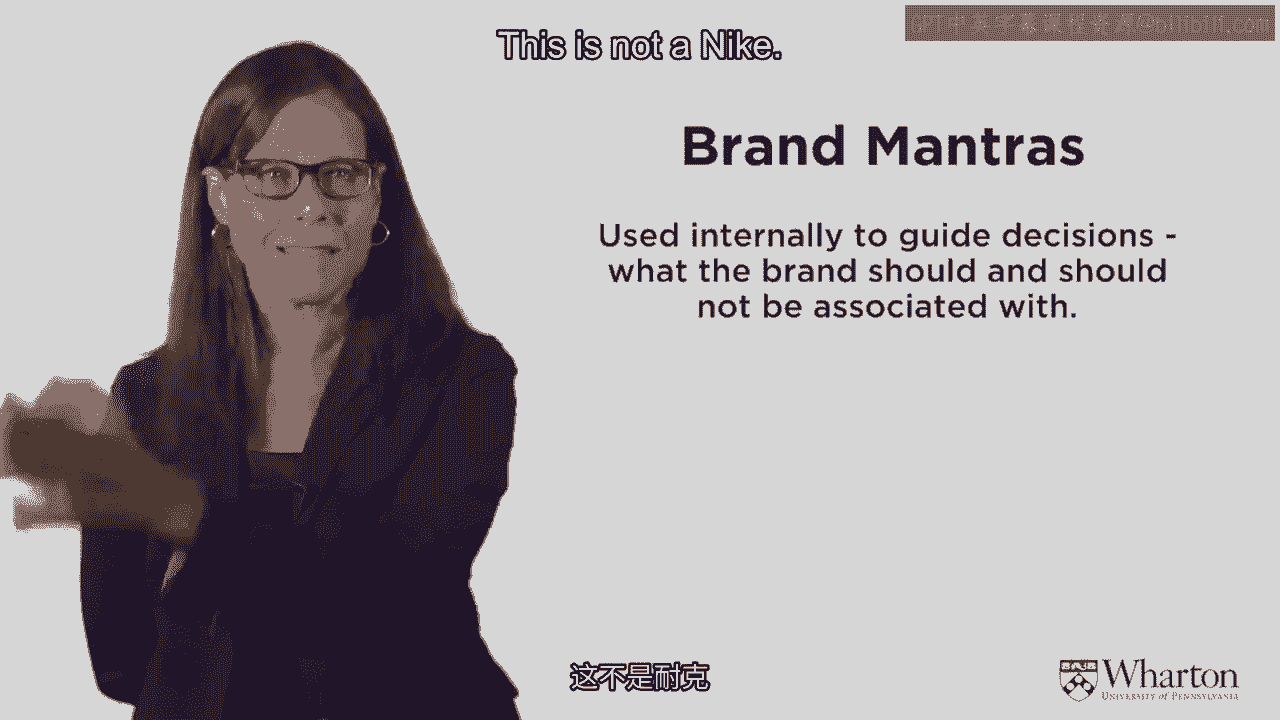 This is not a Nike.
Brand Mantras
Used internally to guide decisions -
what the brand should and should
not be associated with.
这不是耐克
Wharton
UNIVERSITY of PENNSYLVANIA